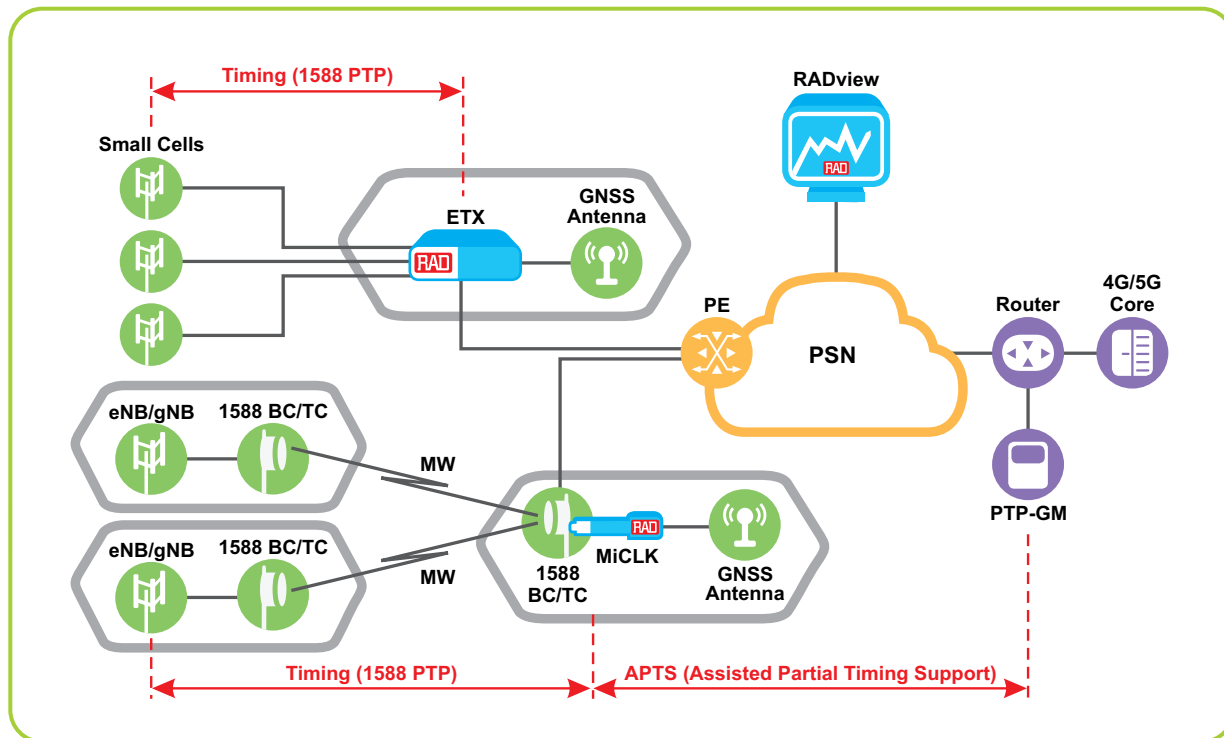 Timing (1588 PTP)
RADview
Small Cells
RAD
GNSS
Antenna
ETX
RAD
4G/5G
Core
PE
Router
PSN
eNB/gNB
1588 BC/TC
MW
PTP-GM
RAD
MiCLK
eNB/gNB
1588 BC/TC
MW
1588
BC/TC
GNSS
Antenna
Timing (1588 PTP)
APTS (Assisted Partial Timing Support)